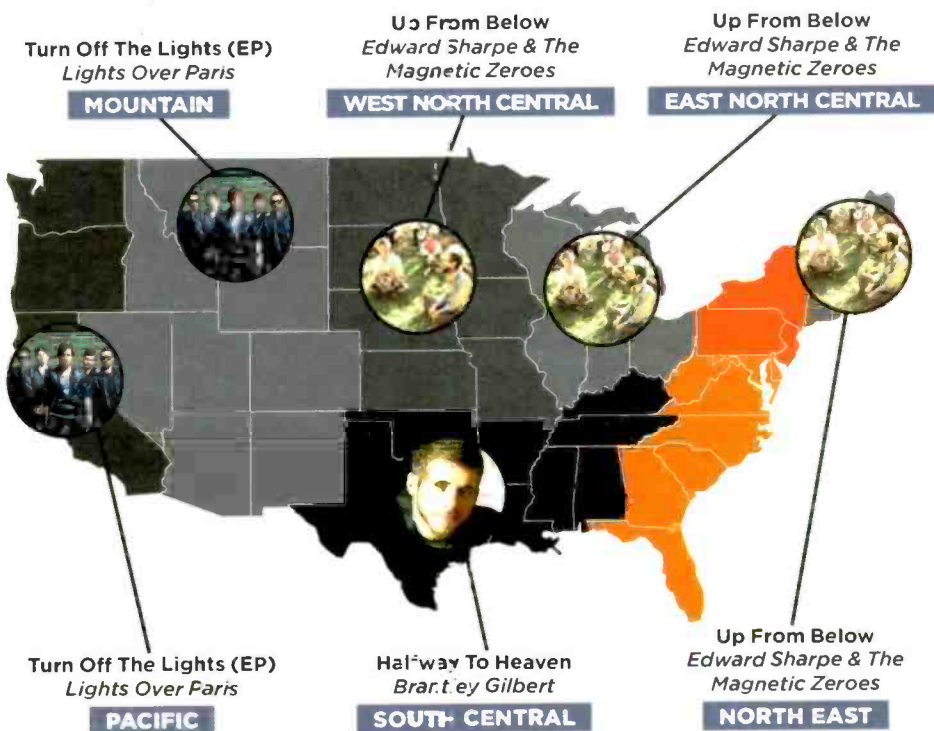 Turn Off The Lights (EP)
Lights Over Paris
MOUNTAIN
Up From Below
Edward Sharpe & The
Magnetic Zeroes
WEST NORTH CENTRAL
Up From Below
Edward Sharpe & The
Magnetic Zeroes
EAST NORTH CENTRAL
Turn Off The Lights (EP)
Lights Over Paris
PACIFIC
Halfway To Heaven
Brantley Gilbert
SOUTH CENTRAL
Up From Below
Edward Sharpe & The
Magnetic Zeroes
NORTH EAST